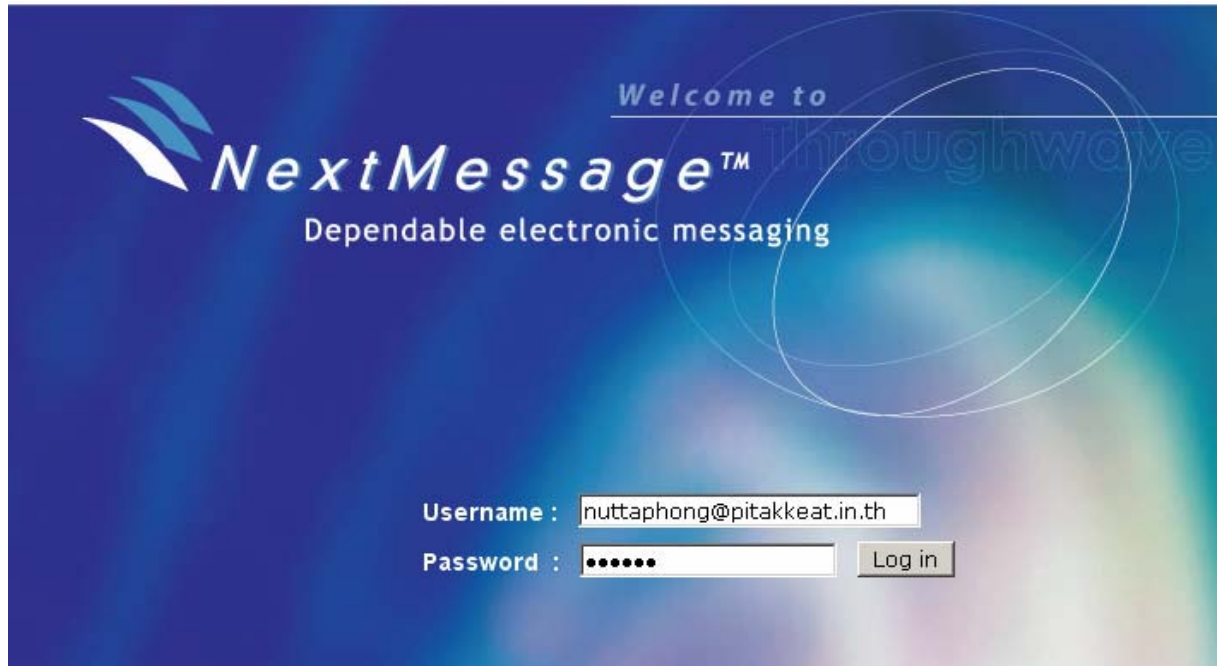 Welcome to
Throughwave
NextMessage™
Dependable electronic messaging
Username : nuttaphong@pitakkeat.in.th
Password : ••••••
Log in